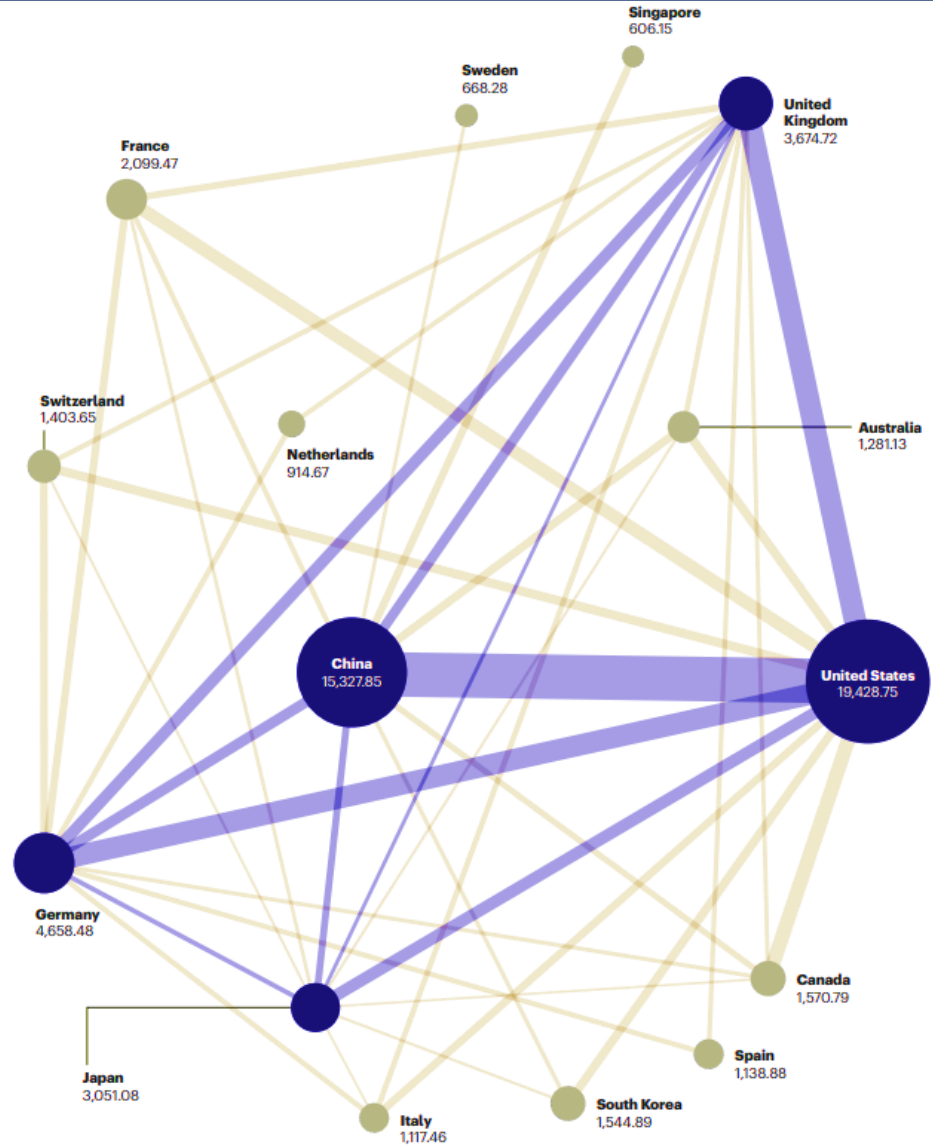 Singapore
606.15
Sweden
668.28
United
Kingdom
3,674.72
France
2,099.47
Switzerland
1,403.65
Netherlands
914.67
Australia
1,281.13
China
15,327.85
United States
19,428.75
Germany
4,658.48
Canada
1,570.79
Japan
3,051.08
Spain
1,138.88
South Korea
1,544.89
Italy
1,117.46